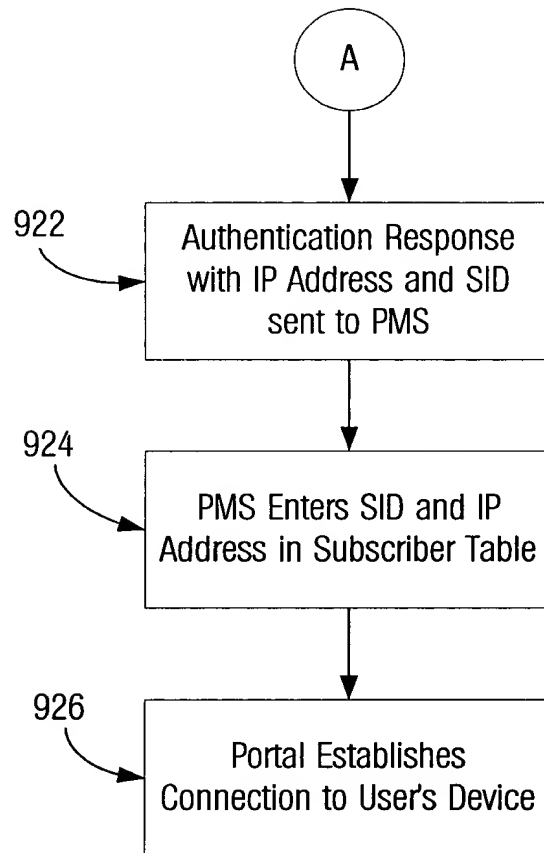 A
922
Authentication Response
with IP Address and SID
sent to PMS
924
PMS Enters SID and IP
Address in Subscriber Table
926
Portal Establishes
Connection to User's Device